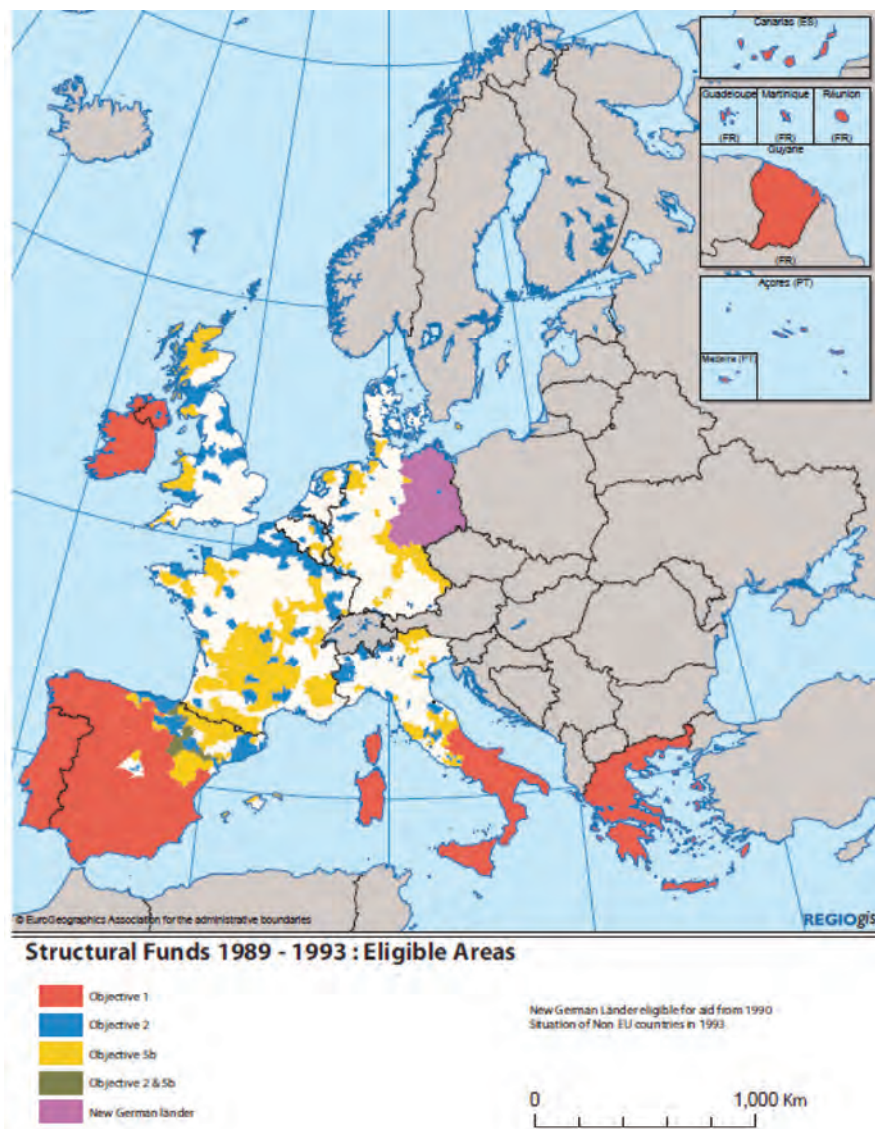 Canarias (ES)
Guadeloupe
Martinique
Réunion
(FR)
(FR)
(FR)
Guyane
(FR)
Açores (PT)
Madeira (PT)
© EuroGeographics Association for the administrative boundaries
REGIOgis
Structural Funds 1989 - 1993 : Eligible Areas
Objective 1
Objective 2
Objective 5b
Objective 2 & 5b
New German länder
New German Länder eligible for aid from 1990
Situation of Non EU countries in 1993
0
1,000 Km